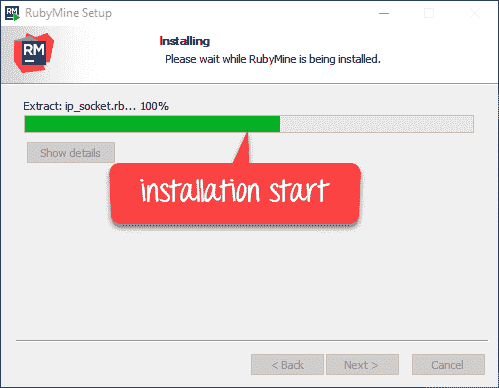 RM RubyMine Setup
RM
Installing
Please wait while RubyMine is being installed.
Extract: ip_socket.rb... 100%
Show details
installation start
< Back Next > Cancel